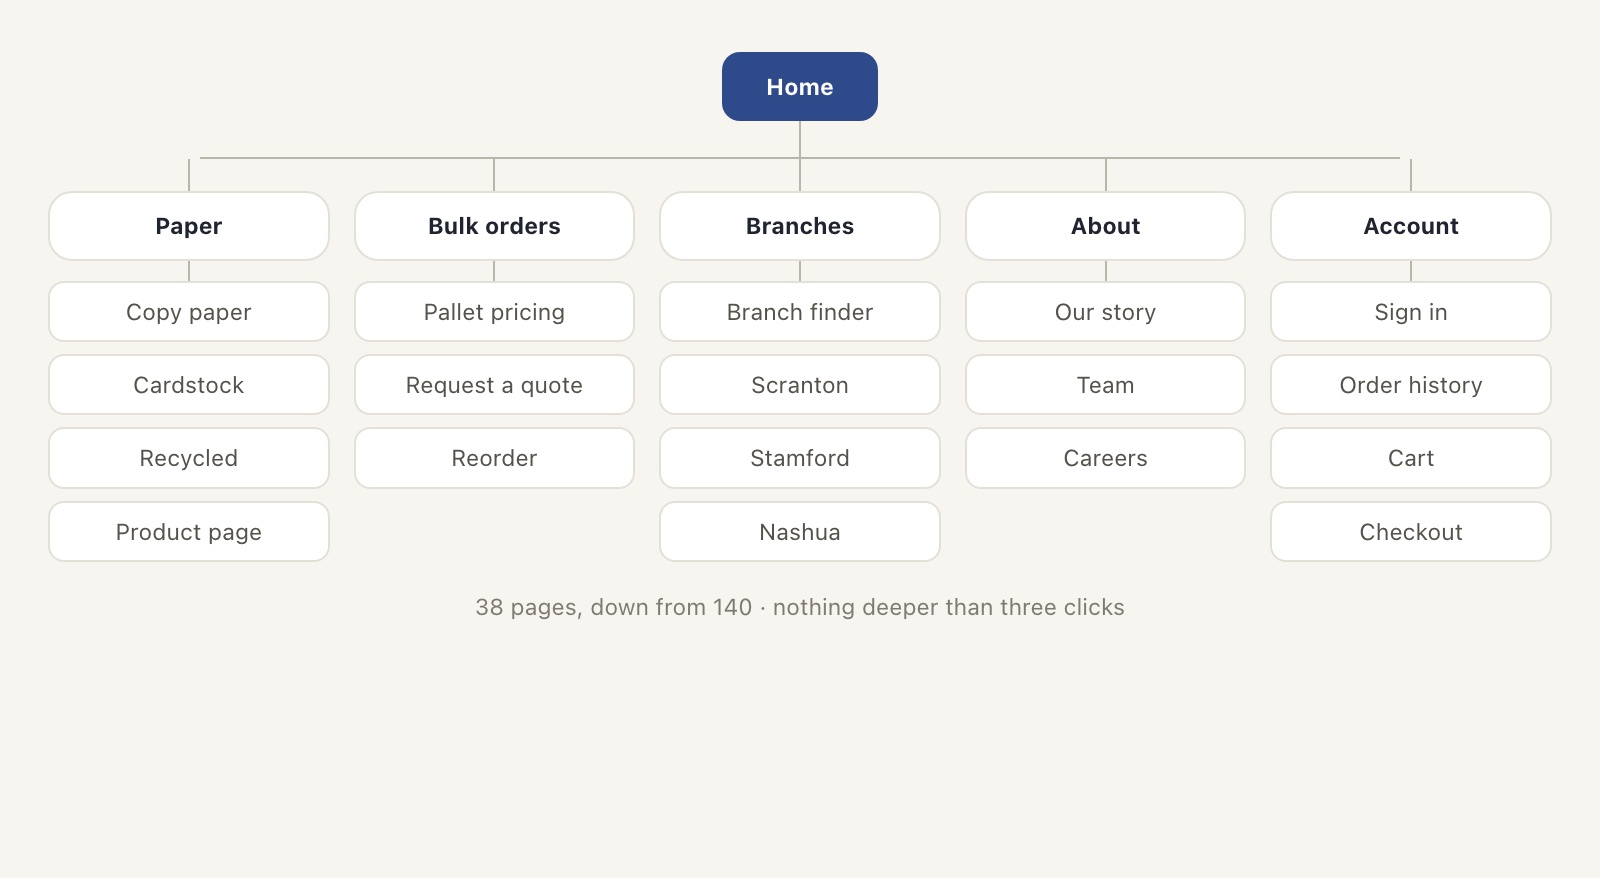 Home
Paper
Copy paper
Cardstock
Recycled
Product page
Bulk orders
Pallet pricing
Request a quote
Reorder
Branches
Branch finder
Scranton
Stamford
Nashua
About
Our story
Team
Careers
Account
Sign in
Order history
Cart
Checkout
38 pages, down from 140 · nothing deeper than three clicks